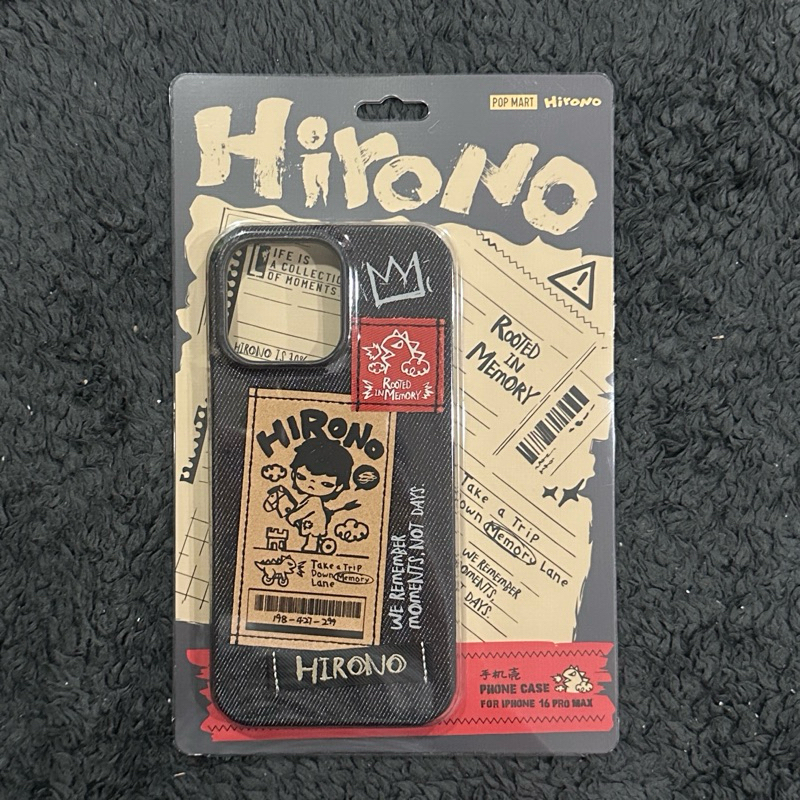 POP MART HIRONO
Hirono
LIFE IS
A COLLECTIO
OF MOMENTS
HIRONO IS
ROOTED
IN MEMORY
ROOTED
IN
MEMORY
HIRONO
Take a Trip
Down Memory
Lane
198-427-299
WE REMEMBER
MOMENTS, NOT DAYS.
Take a Trip
Down Memory Lane
WE REMEMBER
MOMENTS,
NOT DAYS.
HIRONO
手机壳
PHONE CASE
FOR IPHONE 16 PRO MAX